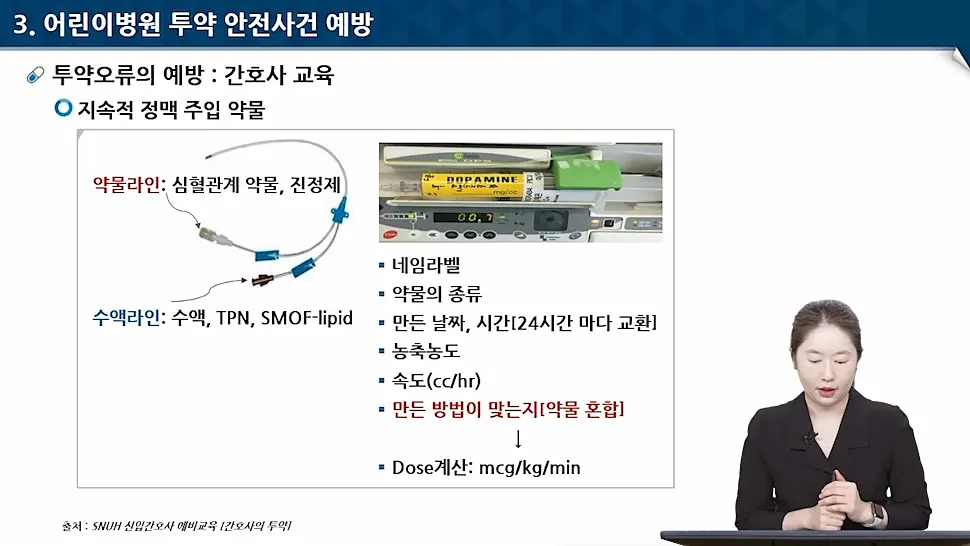 3. 어린이병원 투약 안전사건 예방
투약오류의 예방 : 간호사 교육
지속적 정맥 주입 약물
약물라인: 심혈관계 약물, 진정제
수액라인: 수액, TPN, SMOF-lipid
DOPAMINE
mg/cc
00.7
▪ 네임라벨
▪ 약물의 종류
▪ 만든 날짜, 시간[24시간 마다 교환]
▪ 농축농도
▪ 속도(cc/hr)
▪ 만든 방법이 맞는지[약물 혼합]
↓
▪ Dose계산: mcg/kg/min
출처 : SNUH 신입간호사 예비교육 [간호사의 투약]